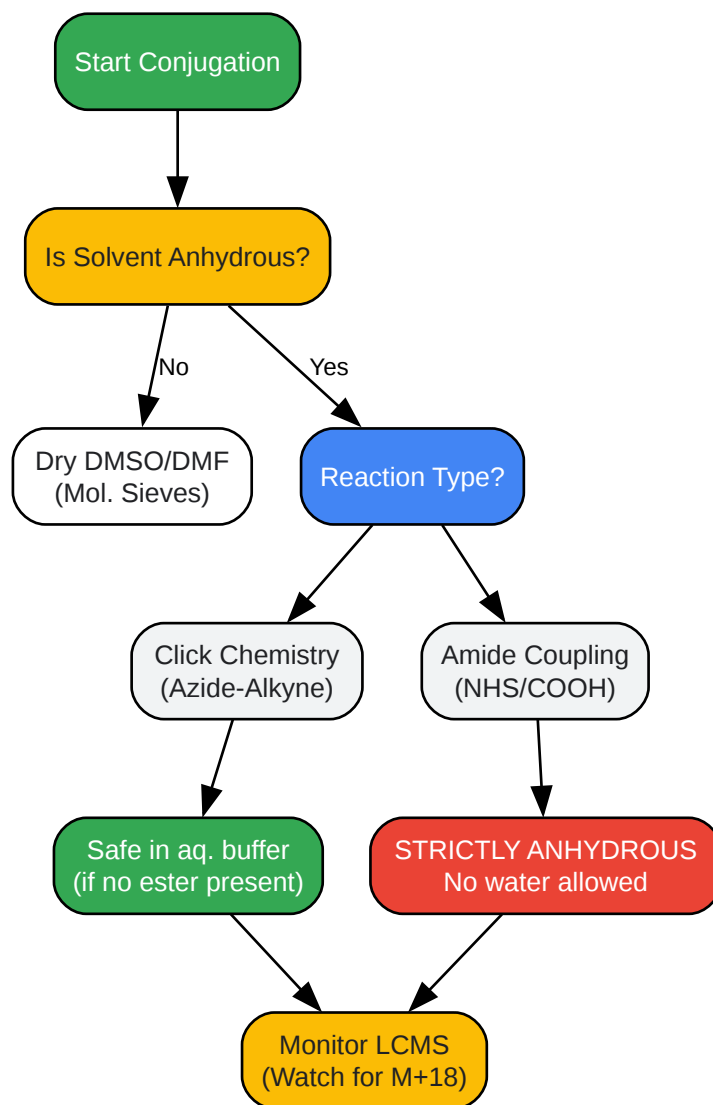 Start Conjugation
Is Solvent Anhydrous?
No
Yes
Dry DMSO/DMF
(Mol. Sieves)
Reaction Type?
Click Chemistry
(Azide-Alkyne)
Amide Coupling
(NHS/COOH)
Safe in aq. buffer
(if no ester present)
STRICTLY ANHYDROUS
No water allowed
Monitor LCMS
(Watch for M+18)